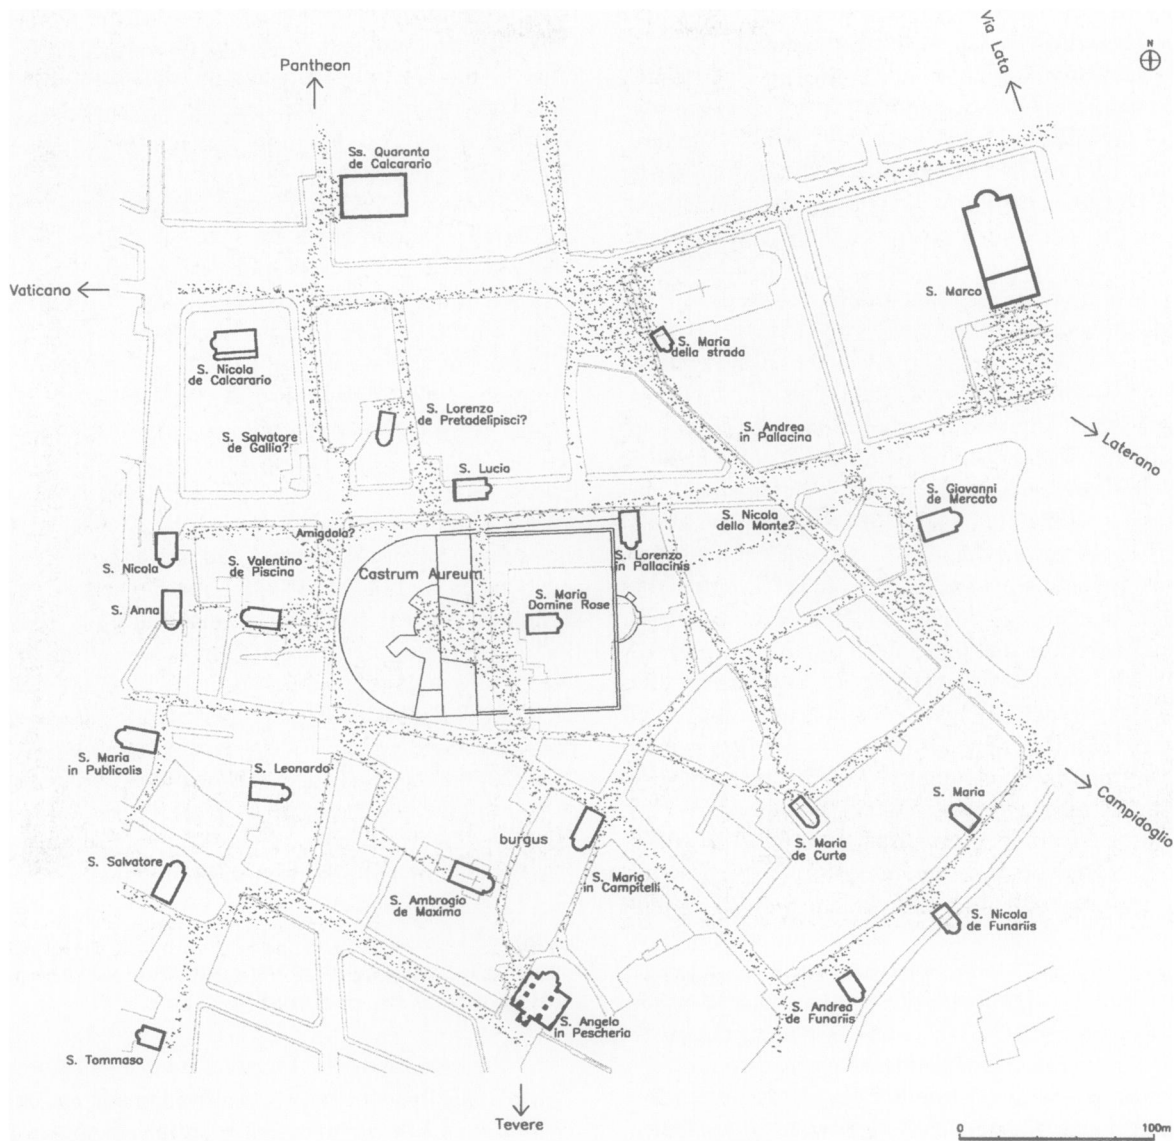 Via Lata
N
Pantheon
Ss. Quaranta
de Calcarario
Vaticano
S. Marco
S. Maria
della strada
S. Nicola
de Calcarario
S. Lorenzo
de Pretadelipisci?
S. Andrea
in Pallacina
S. Salvatore
de Gallia?
Laterano
S. Lucia
S. Giovanni
de Mercato
S. Nicola
dello Monte?
Amigdala?
S. Lorenzo
in Pallacinis
S. Nicola
S. Valentino
de Piscina
Castrum Aureum
S. Maria
Domine Rose
S. Anna
S. Maria
in Publicolis
S. Leonardo
S. Maria
Campidoglio
burgus
S. Maria
de Curte
S. Salvatore
S. Maria
in Campitelli
S. Ambrogio
de Maxima
S. Nicola
de Funariis
S. Andrea
de Funariis
S. Angelo
in Pescheria
S. Tommaso
Tevere
0 100m